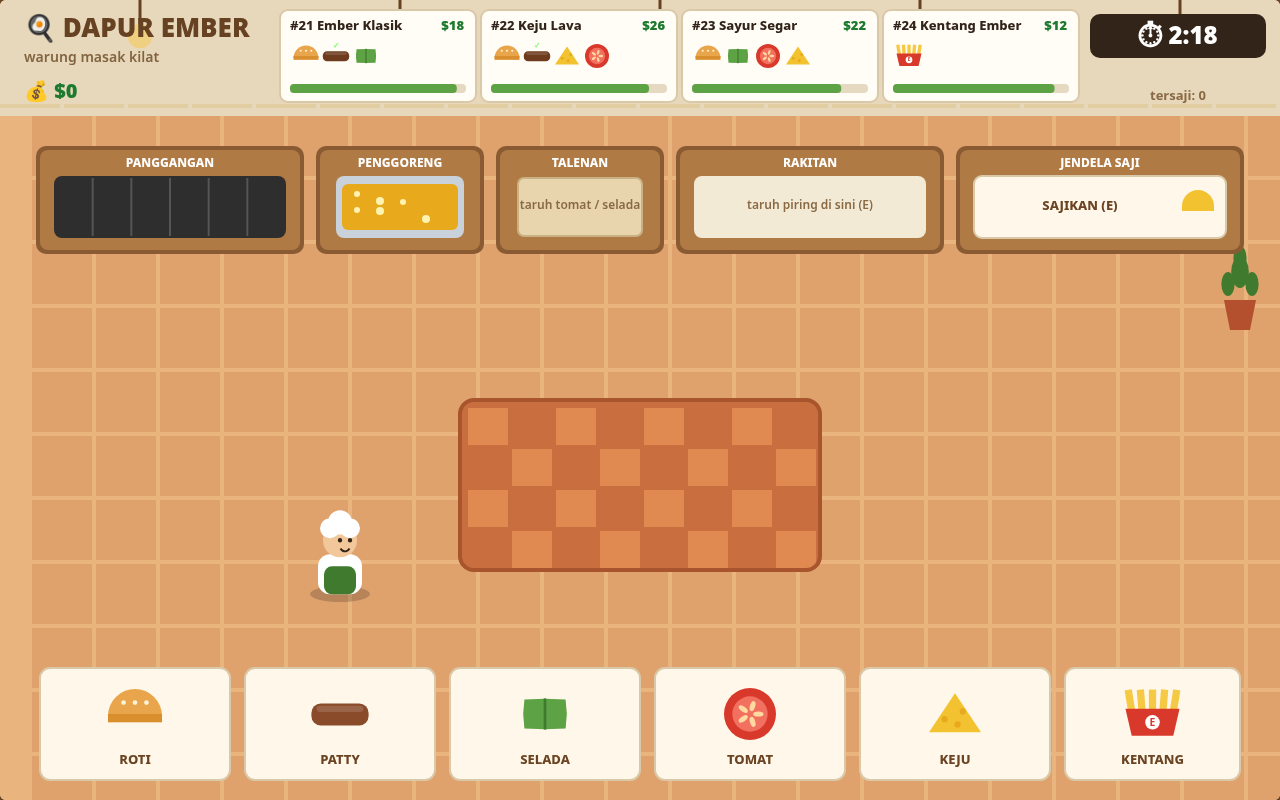 DAPUR EMBER
warung masak kilat
$0
#21 Ember Klasik $18
#22 Keju Lava $26
#23 Sayur Segar $22
#24 Kentang Ember $12
E
2:18
tersaji: 0
PANGGANGAN
PENGGORENG
TALENAN
RAKITAN
JENDELA SAJI
taruh tomat / selada
taruh piring di sini (E)
SAJIKAN (E)
E
ROTI
PATTY
SELADA
TOMAT
KEJU
KENTANG